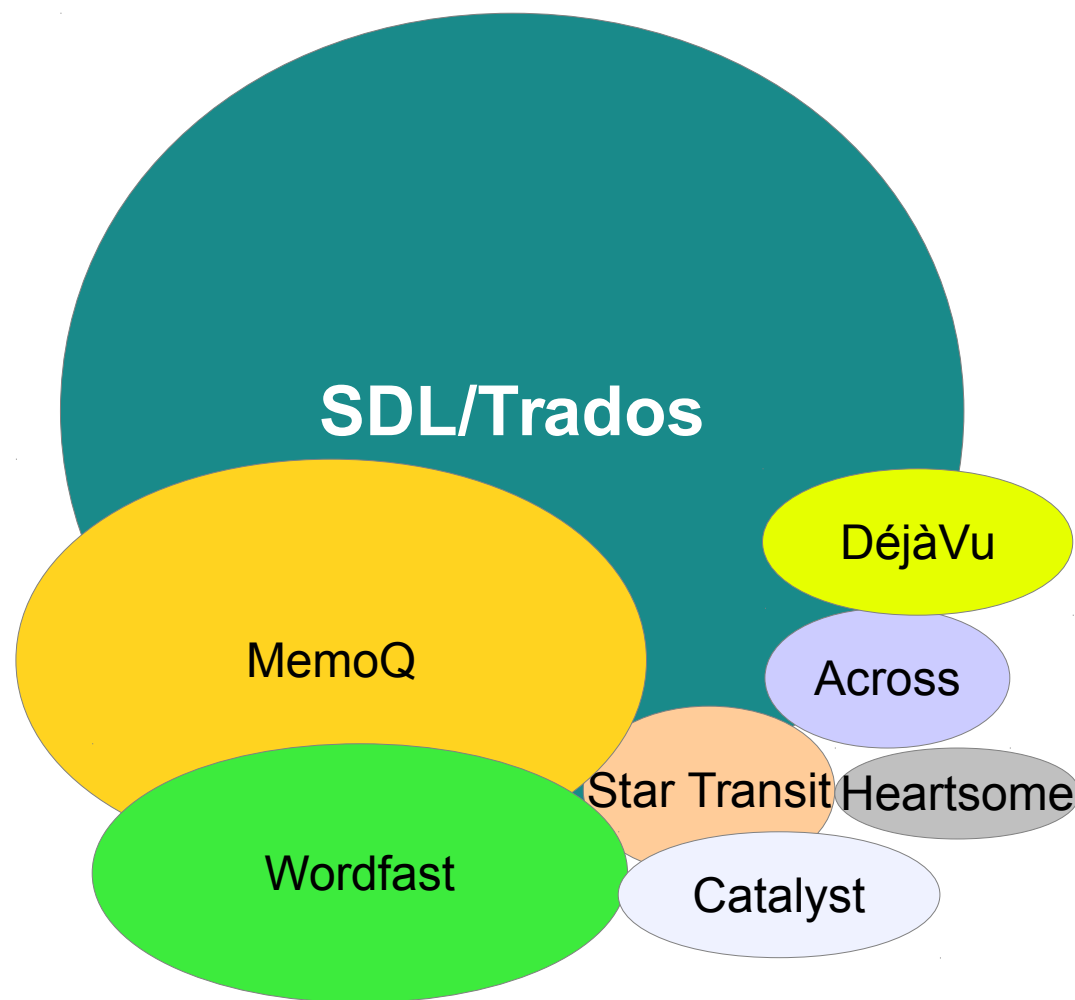 SDL/Trados
DéjàVu
MemoQ
Across
Star Transit
Heartsome
Wordfast
Catalyst